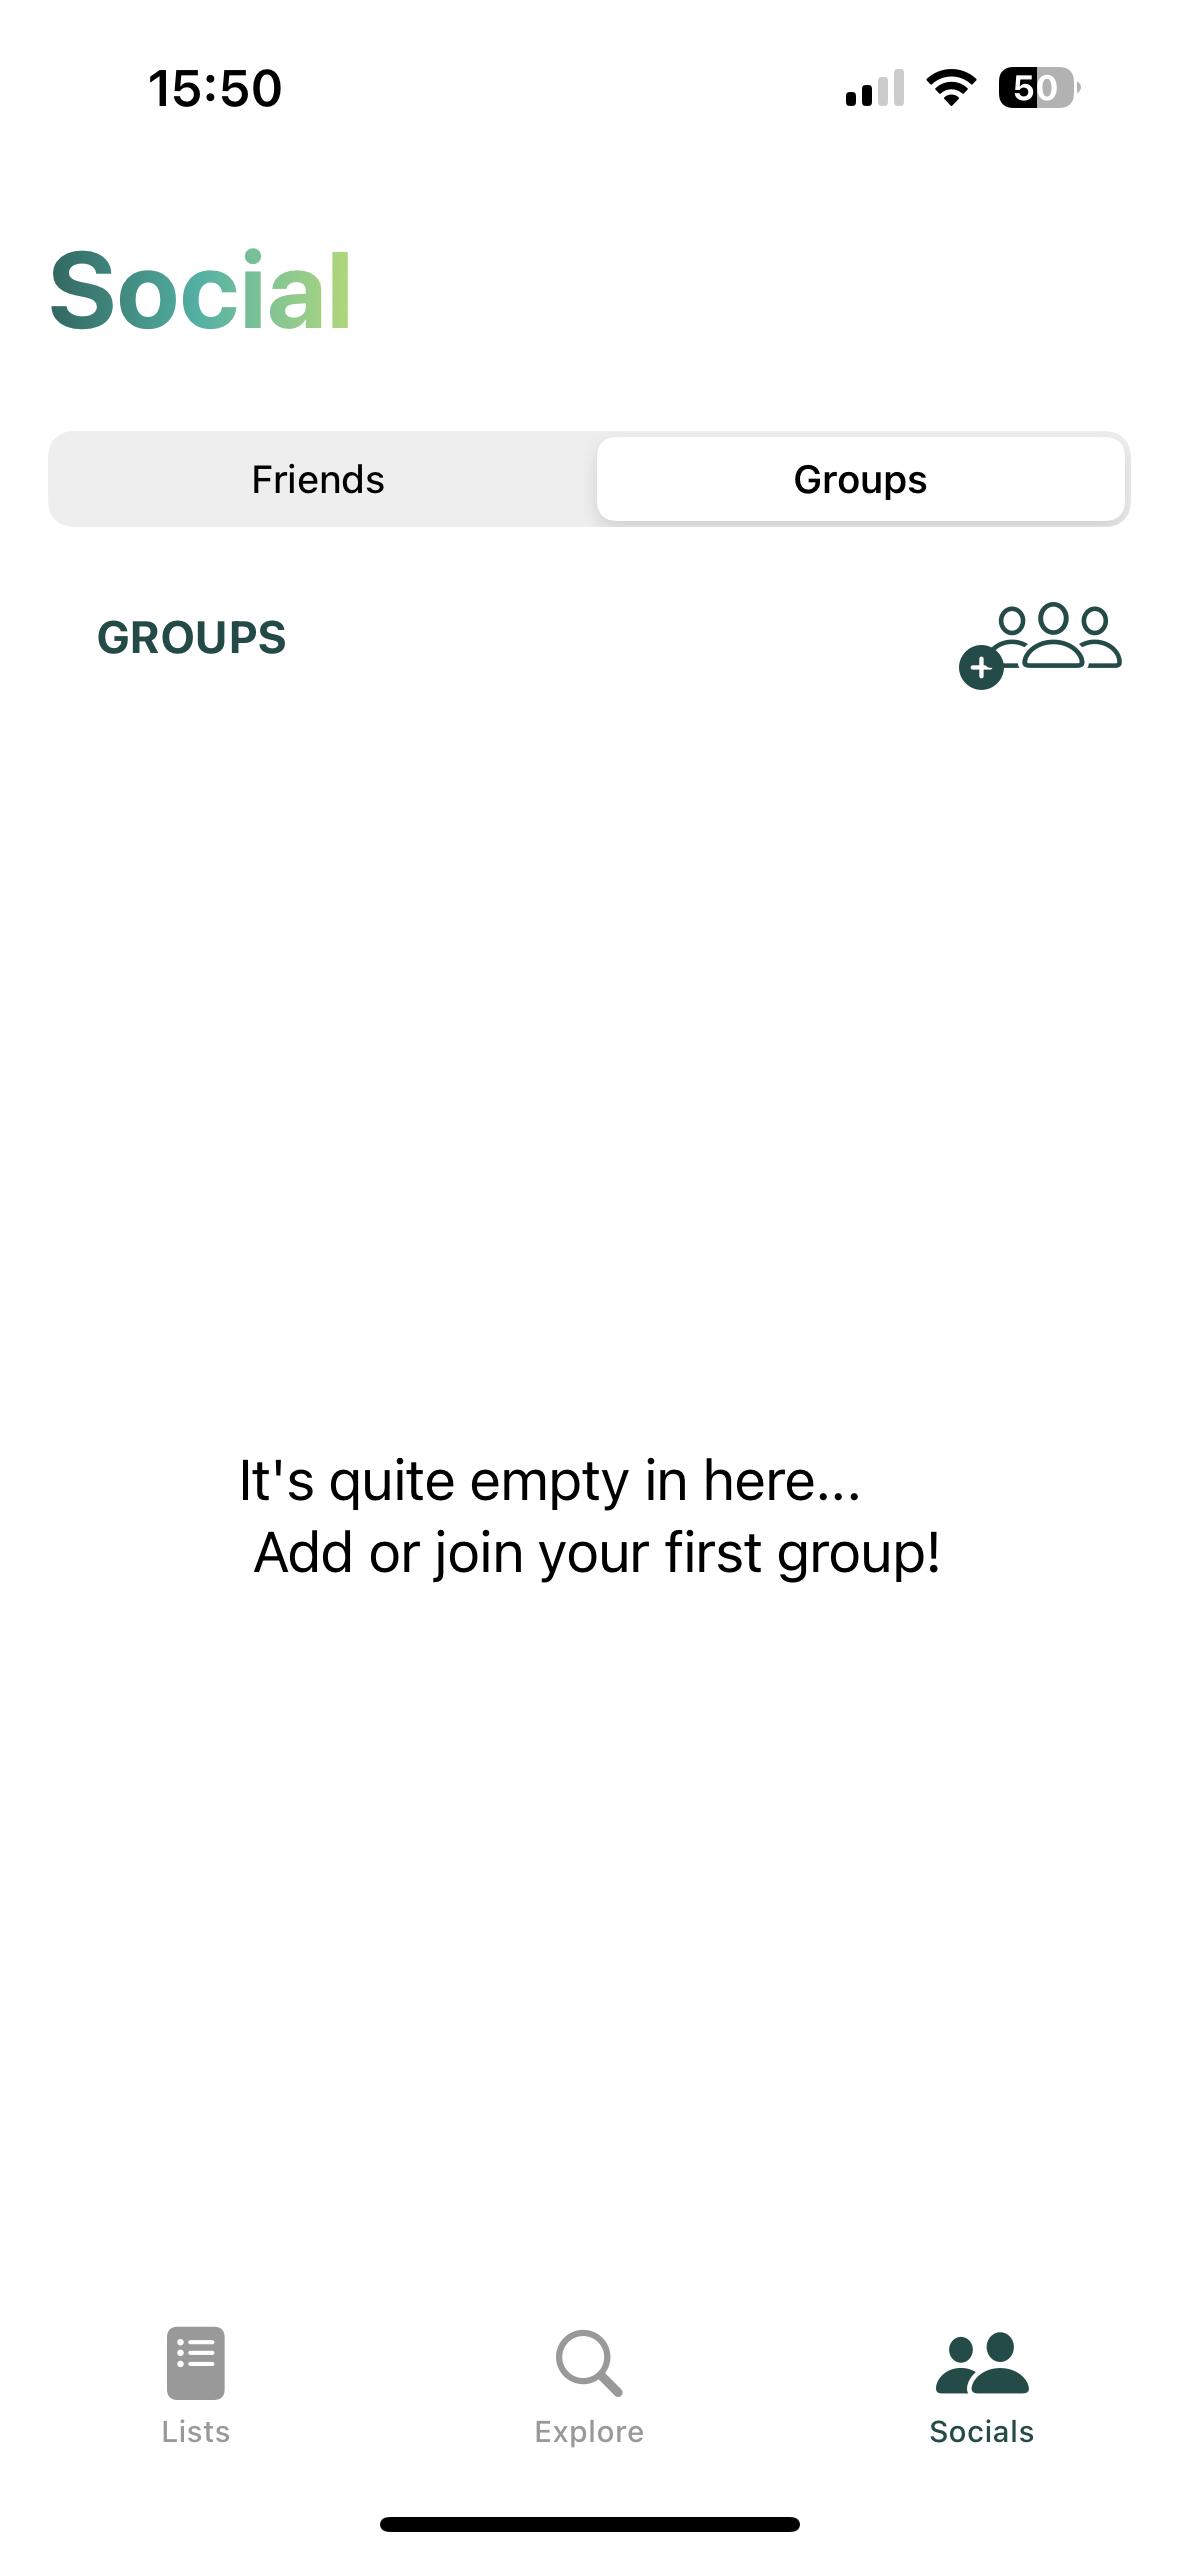 15:50
50
Social
Friends
Groups
GROUPS
It's quite empty in here...
Add or join your first group!
Lists
Explore
Socials